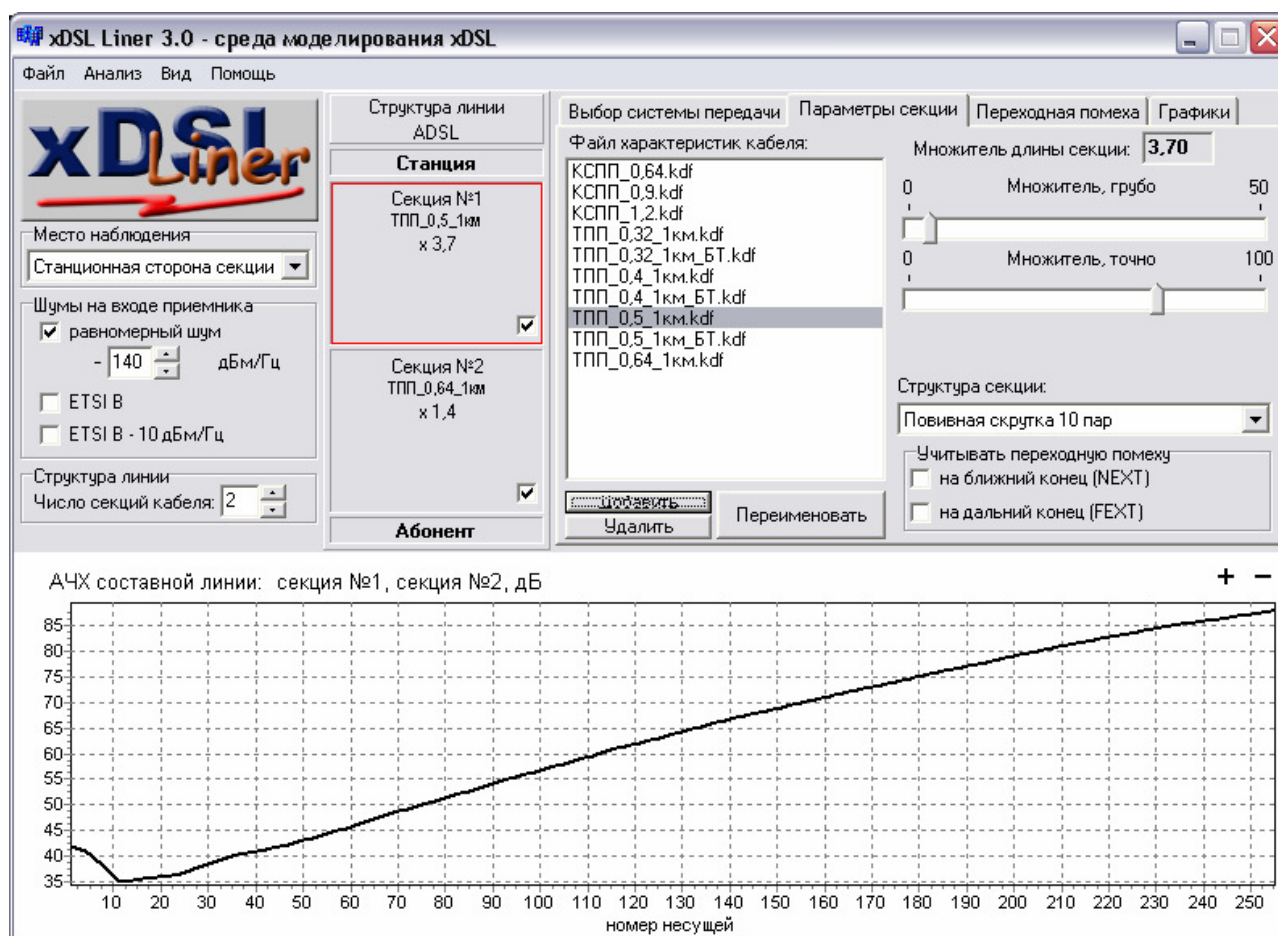 xDSL Liner 3.0 - среда моделирования xDSL
Файл Анализ Вид Помощь
xDSL
Liner
Место наблюдения
Станционная сторона секции
Шумы на входе приемника
равномерный шум
- 140 дБм/Гц
ETSI B
ETSI B - 10 дБм/Гц
Структура линии
Число секций кабеля: 2
Структура линии
ADSL
Станция
Секция №1
ТПП_0,5_1км
x 3,7
Секция №2
ТПП_0,64_1км
x 1,4
Абонент
Выбор системы передачи Параметры секции Переходная помеха Графики
Файл характеристик кабеля:
КСПП_0,64.kdf
КСПП_0,9.kdf
КСПП_1,2.kdf
ТПП_0,32_1км.kdf
ТПП_0,32_1км_БТ.kdf
ТПП_0,4_1км.kdf
ТПП_0,4_1км_БТ.kdf
ТПП_0,5_1км.kdf
ТПП_0,5_1км_БТ.kdf
ТПП_0,64_1км.kdf
Добавить
Удалить
Переименовать
Множитель длины секции: 3,70
0 Множитель, грубо 50
0 Множитель, точно 100
Структура секции:
Повивная скрутка 10 пар
Учитывать переходную помеху
на ближний конец (NEXT)
на дальний конец (FEXT)
АЧХ составной линии: секция №1, секция №2, дБ
+ −
85
80
75
70
65
60
55
50
45
40
35
10 20 30 40 50 60 70 80 90 100 110 120 130 140 150 160 170 180 190 200 210 220 230 240 250
номер несущей